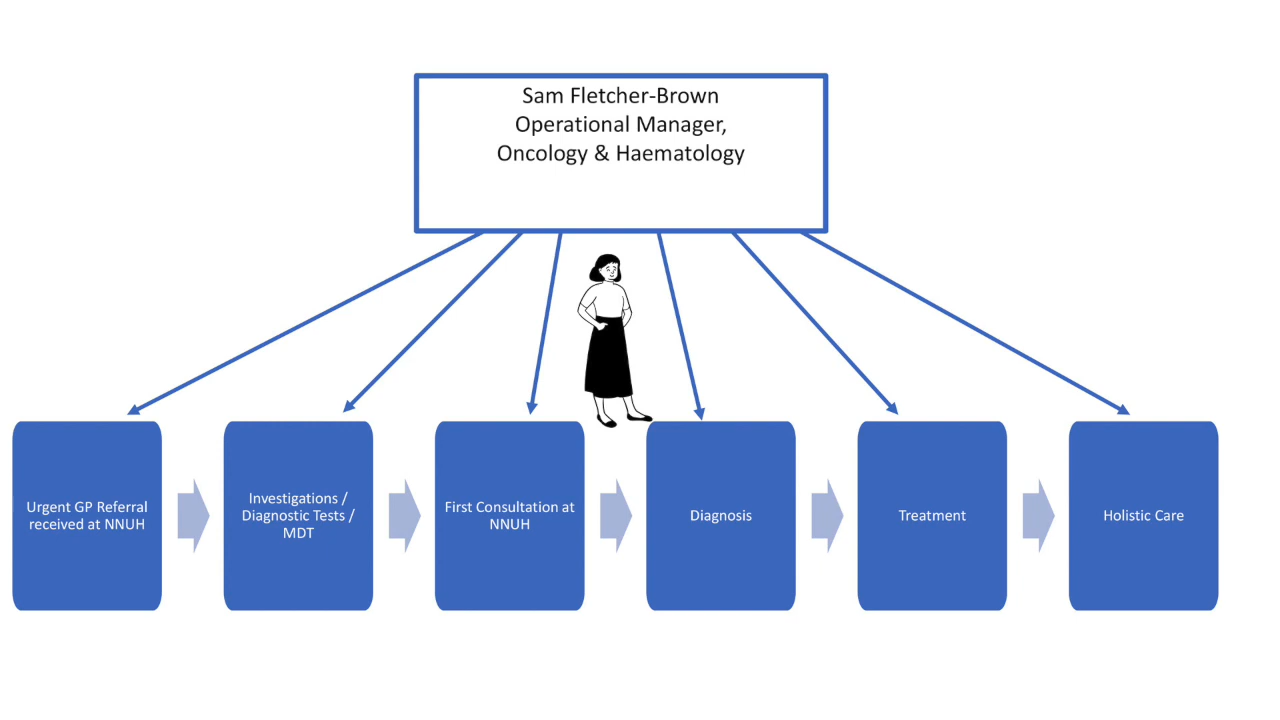 Sam Fletcher-Brown
Operational Manager,
Oncology & Haematology
Urgent GP Referral
received at NNUH
Investigations /
Diagnostic Tests /
MDT
First Consultation at
NNUH
Diagnosis
Treatment
Holistic Care